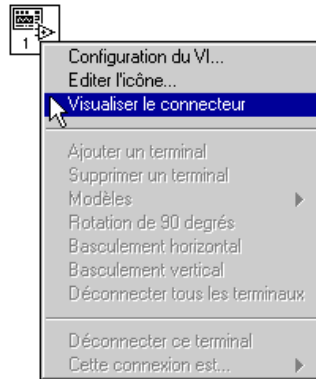 1
Configuration du VI...
Editer l'icône...
Visualiser le connecteur
Ajouter un terminal
Supprimer un terminal
Modèles
Rotation de 90 degrés
Basculement horizontal
Basculement vertical
Déconnecter tous les terminaux
Déconnecter ce terminal
Cette connexion est...